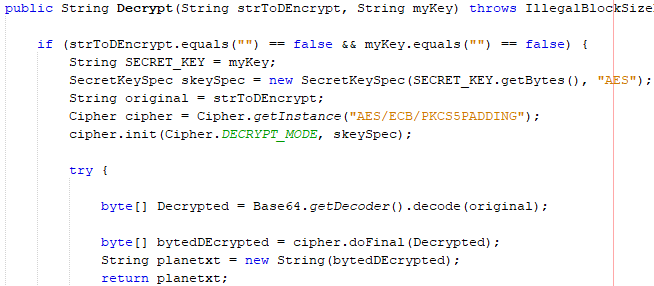 public String Decrypt(String strToDEncrypt, String myKey) throws IllegalBlockSize
if (strToDEncrypt.equals("") == false && myKey.equals("") == false) {
String SECRET_KEY = myKey;
SecretKeySpec skeySpec = new SecretKeySpec(SECRET_KEY.getBytes(), "AES");
String original = strToDEncrypt;
Cipher cipher = Cipher.getInstance("AES/ECB/PKCS5PADDING");
cipher.init(Cipher.DECRYPT_MODE, skeySpec);
try {
byte[] Decrypted = Base64.getDecoder().decode(original);
byte[] bytedDEcrypted = cipher.doFinal(Decrypted);
String planetxt = new String(bytedDEcrypted);
return planetxt;